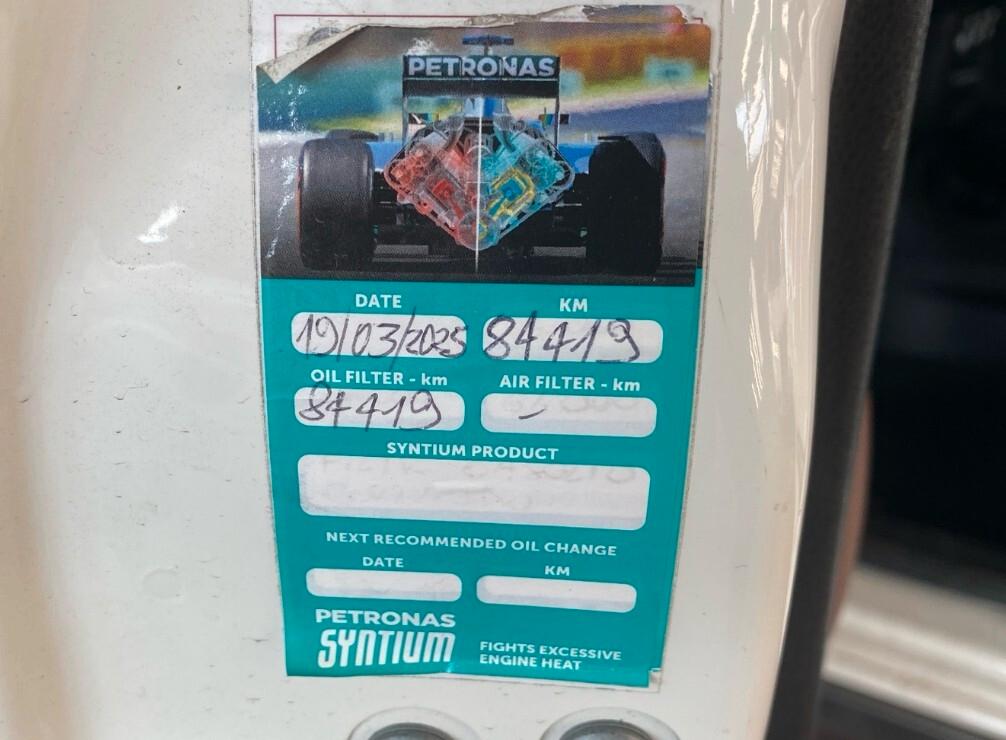 PETRONAS
DATE KM
19/03/2025 84419
OIL FILTER - km AIR FILTER - km
84419 -
SYNTIUM PRODUCT
NEXT RECOMMENDED OIL CHANGE
DATE KM
PETRONAS
SYNTIUM
FIGHTS EXCESSIVE
ENGINE HEAT